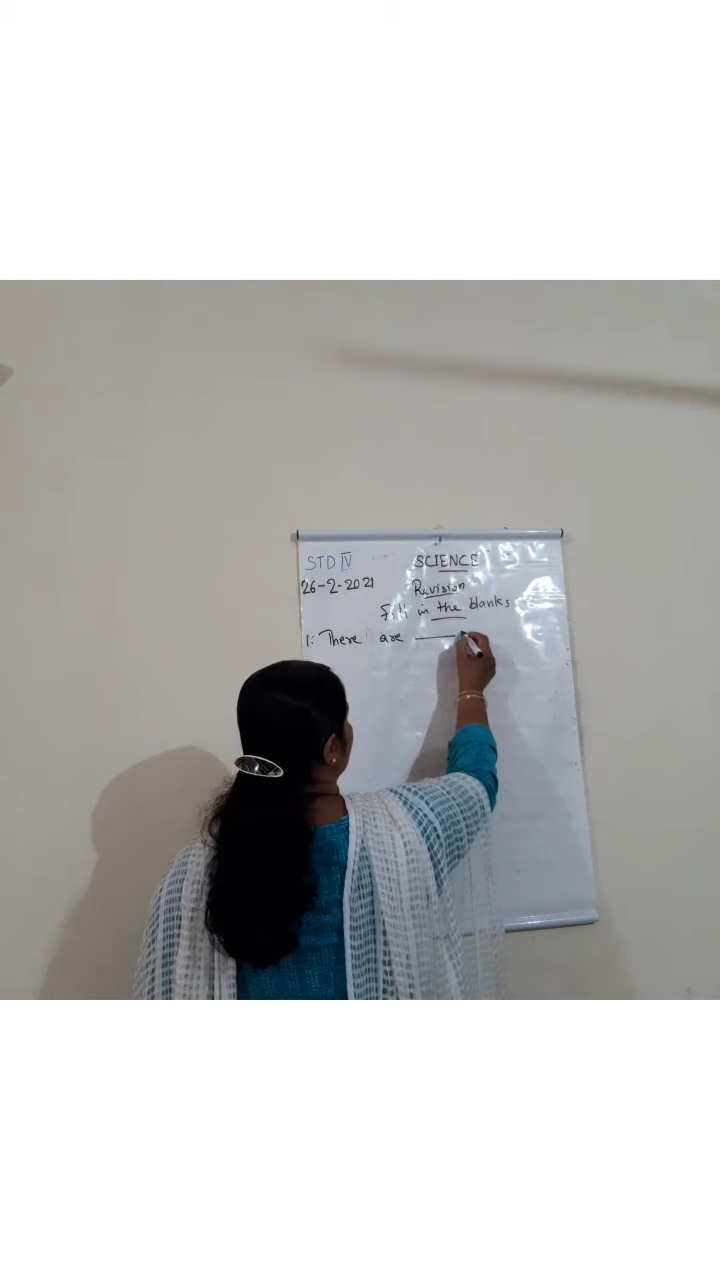 STD IV SCIENCE
26-2-2021 Revision
Fill in the blanks
1. There are